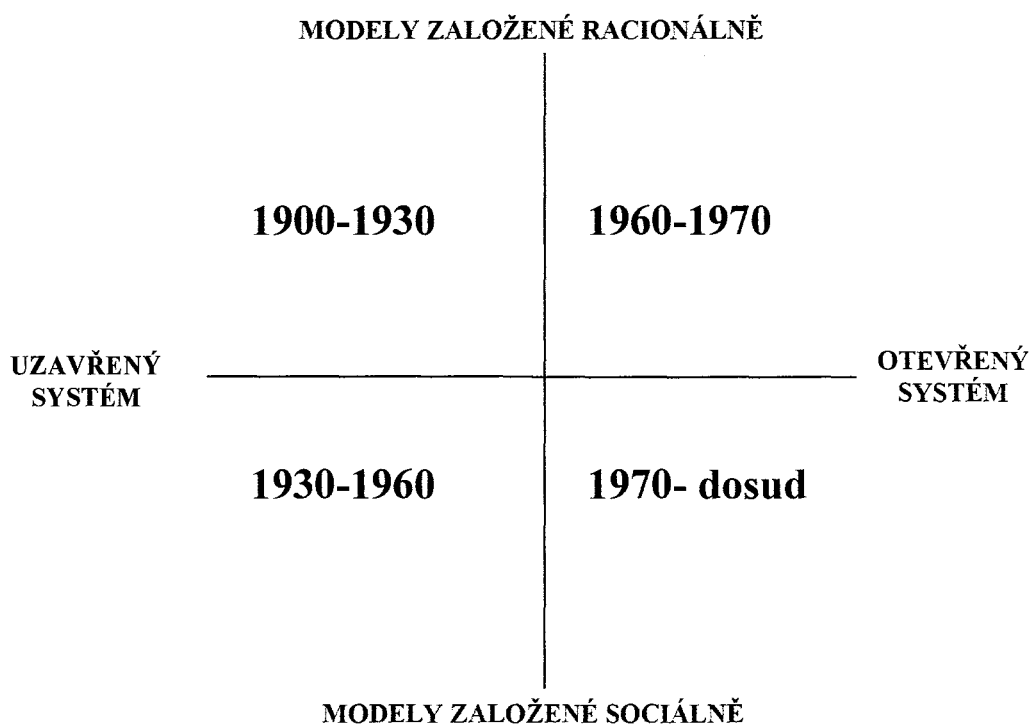 MODELY ZALOŽENÉ RACIONÁLNĚ
1900-1930
1960-1970
UZAVŘENÝ
SYSTÉM
OTEVŘENÝ
SYSTÉM
1930-1960
1970- dosud
MODELY ZALOŽENÉ SOCIÁLNĚ